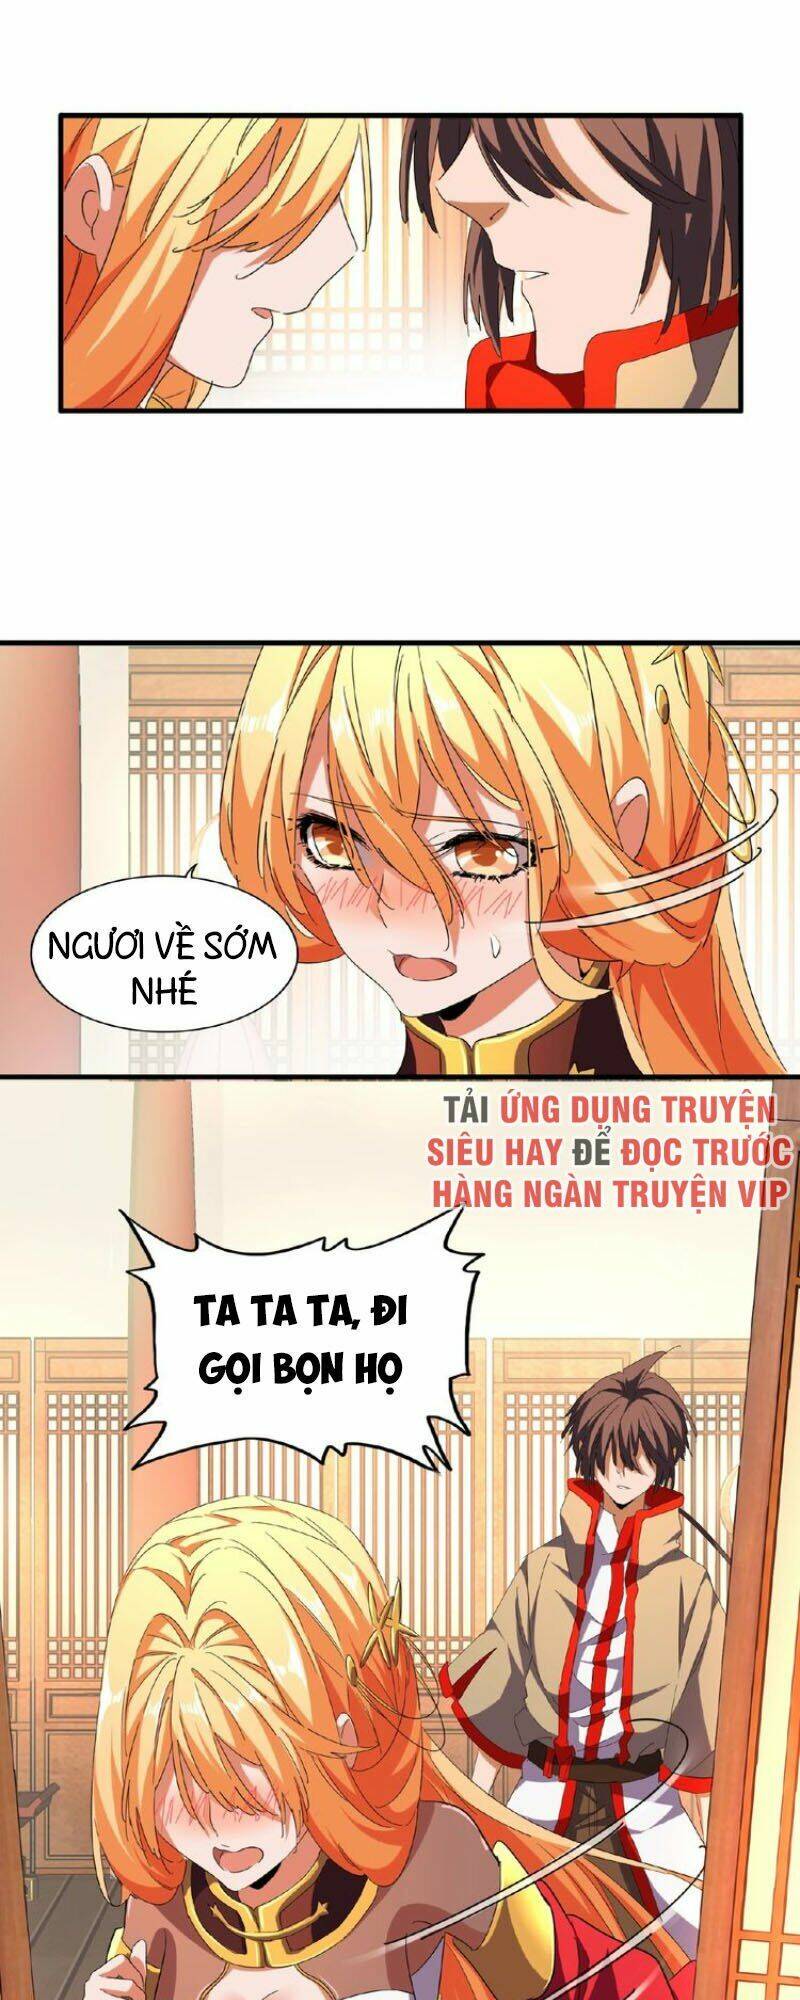 NGƯƠI VỀ SỚM
NHÉ
TẢI ỨNG DỤNG TRUYỆN
SIÊU HAY ĐỂ ĐỌC TRƯỚC
HÀNG NGÀN TRUYỆN VIP
TA TA TA, ĐI
GỌI BỌN HỌ